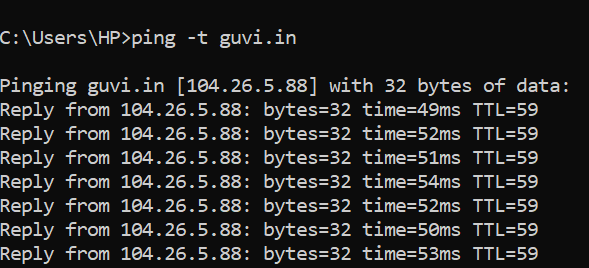 C:\Users\HP>ping -t guvi.in
Pinging guvi.in [104.26.5.88] with 32 bytes of data:
Reply from 104.26.5.88: bytes=32 time=49ms TTL=59
Reply from 104.26.5.88: bytes=32 time=52ms TTL=59
Reply from 104.26.5.88: bytes=32 time=51ms TTL=59
Reply from 104.26.5.88: bytes=32 time=54ms TTL=59
Reply from 104.26.5.88: bytes=32 time=52ms TTL=59
Reply from 104.26.5.88: bytes=32 time=50ms TTL=59
Reply from 104.26.5.88: bytes=32 time=53ms TTL=59